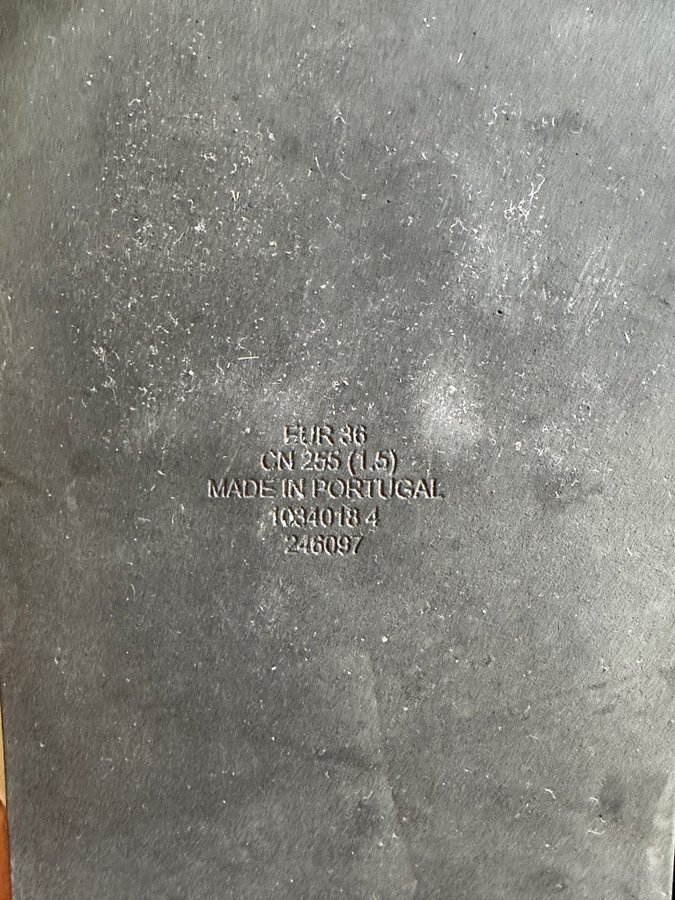 EUR 36
CN 255 (1.5)
MADE IN PORTUGAL
1034018 4
246097